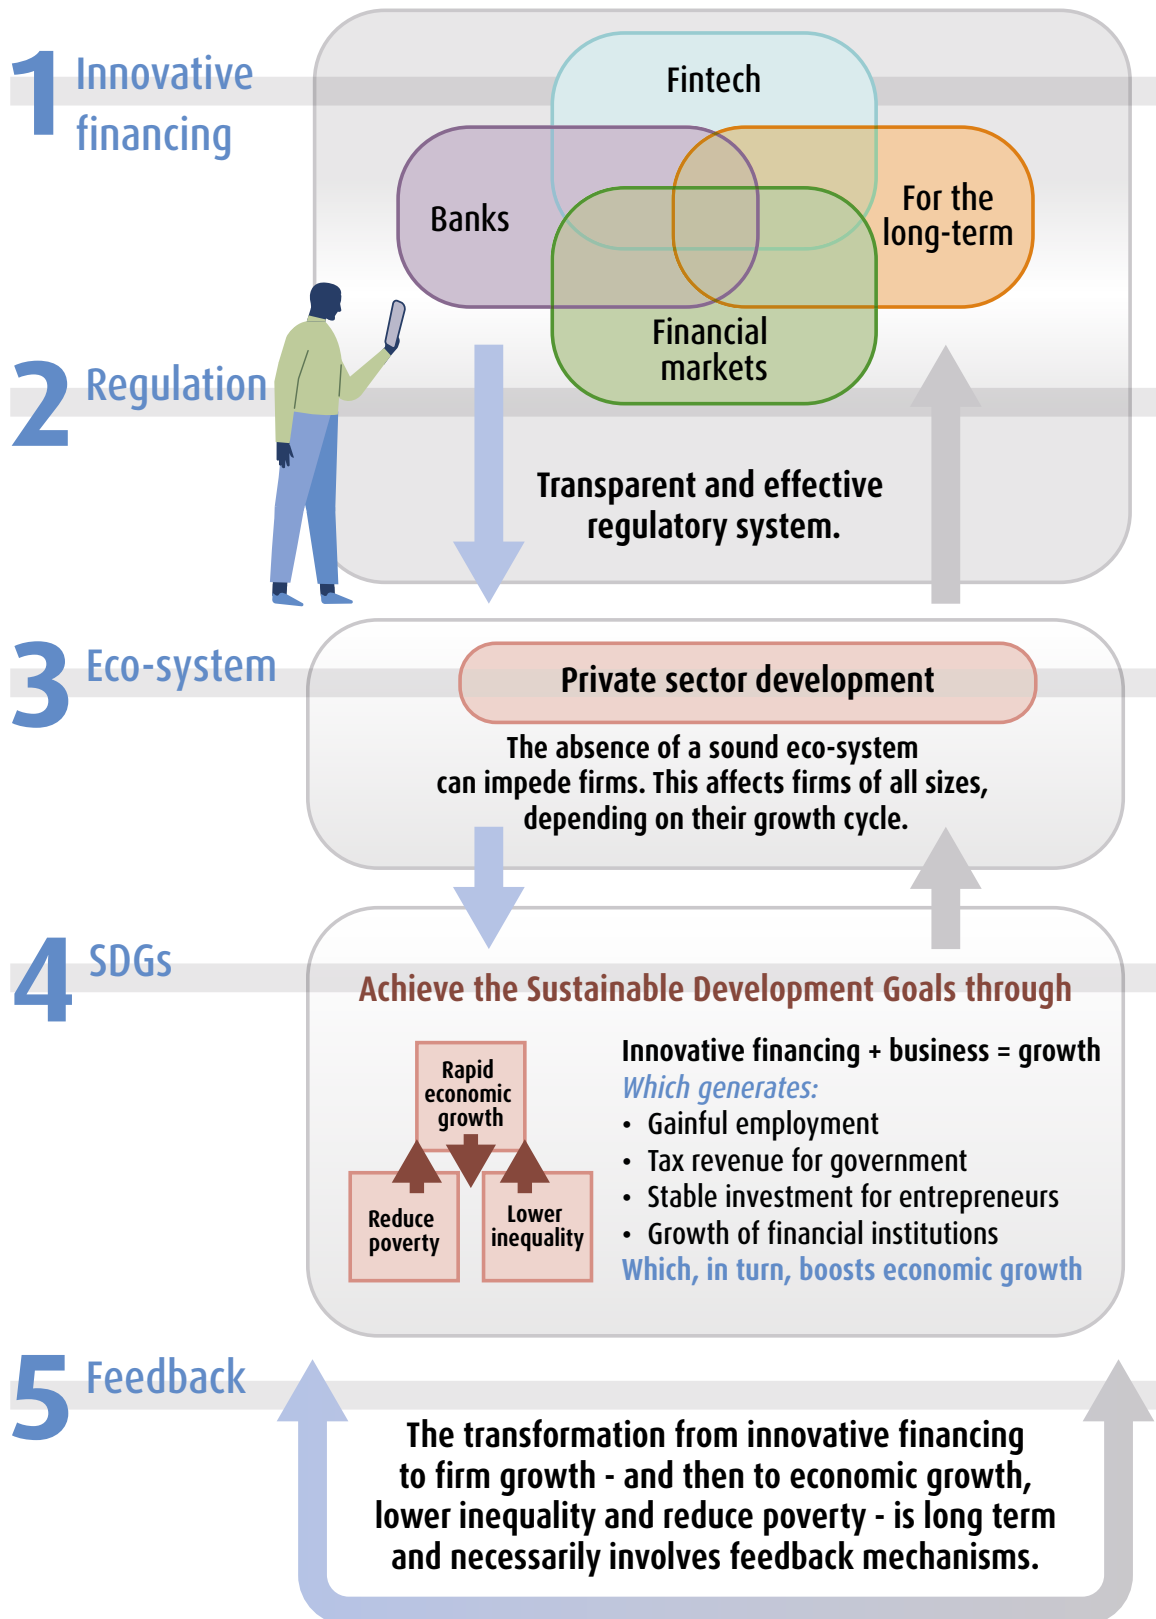 1 Innovative
financing
Fintech
Banks
For the
long-term
Financial
markets
2 Regulation
Transparent and effective
regulatory system.
3 Eco-system
Private sector development
The absence of a sound eco-system
can impede firms. This affects firms of all sizes,
depending on their growth cycle.
4 SDGs
Achieve the Sustainable Development Goals through
Rapid
economic
growth
Reduce
poverty
Lower
inequality
Innovative financing + business = growth
Which generates:
• Gainful employment
• Tax revenue for government
• Stable investment for entrepreneurs
• Growth of financial institutions
Which, in turn, boosts economic growth
5 Feedback
The transformation from innovative financing
to firm growth - and then to economic growth,
lower inequality and reduce poverty - is long term
and necessarily involves feedback mechanisms.